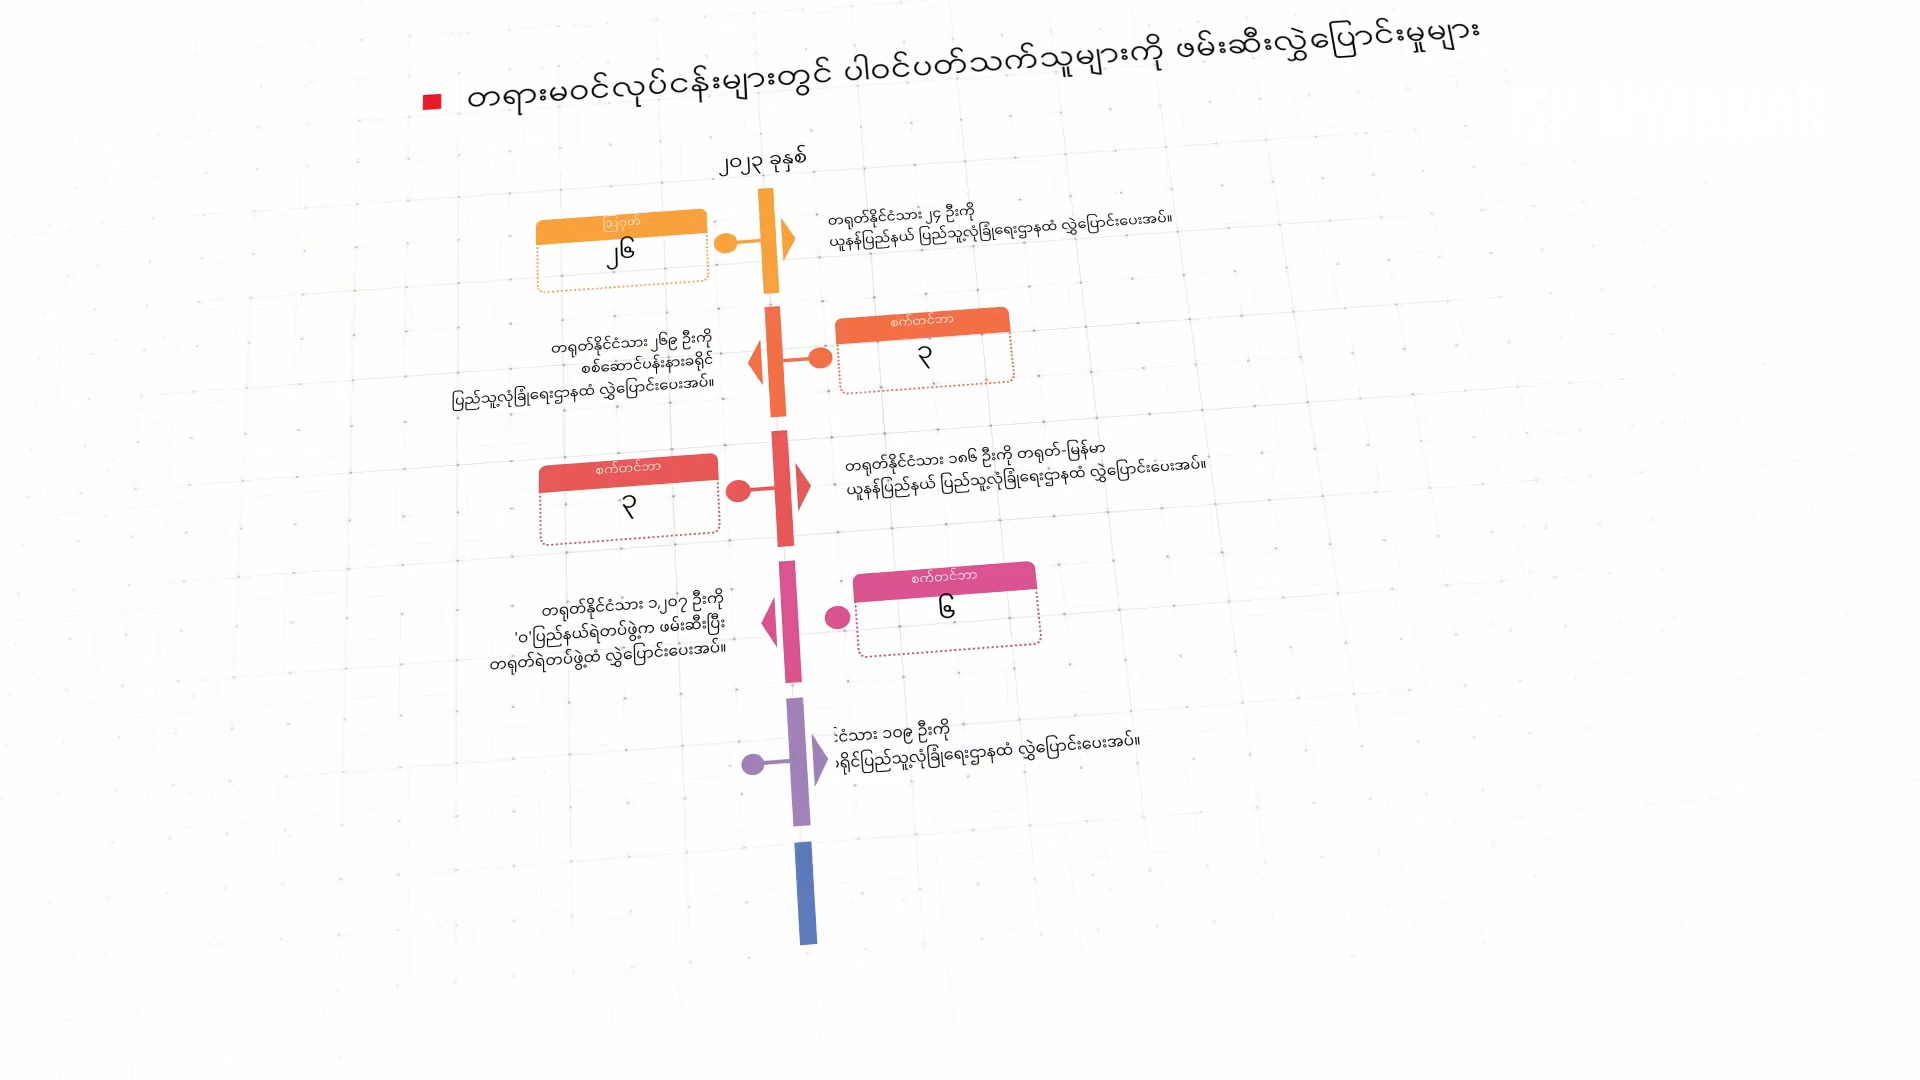 တရားမဝင်လုပ်ငန်းများတွင် ပါဝင်ပတ်သက်သူများကို ဖမ်းဆီးလွှဲပြောင်းမှုများ
၂၀၂၃ ခုနှစ်
ဩဂုတ်
၂၆
တရုတ်နိုင်ငံသား ၂၄ ဦးကို
ယူနန်ပြည်နယ် ပြည်သူ့လုံခြုံရေးဌာနထံ လွှဲပြောင်းပေးအပ်။
စက်တင်ဘာ
၃
တရုတ်နိုင်ငံသား ၂၆၉ ဦးကို
စစ်ဆောင်ပန်းနားခရိုင်
ပြည်သူ့လုံခြုံရေးဌာနထံ လွှဲပြောင်းပေးအပ်။
စက်တင်ဘာ
၃
တရုတ်နိုင်ငံသား ၁၈၆ ဦးကို တရုတ်-မြန်မာ
ယူနန်ပြည်နယ် ပြည်သူ့လုံခြုံရေးဌာနထံ လွှဲပြောင်းပေးအပ်။
စက်တင်ဘာ
၆
တရုတ်နိုင်ငံသား ၁,၂၀၇ ဦးကို
'ဝ'ပြည်နယ်ရဲတပ်ဖွဲ့က ဖမ်းဆီးပြီး
တရုတ်ရဲတပ်ဖွဲ့ထံ လွှဲပြောင်းပေးအပ်။
ငံသား ၁၀၉ ဦးကို
ရိုင်ပြည်သူ့လုံခြုံရေးဌာနထံ လွှဲပြောင်းပေးအပ်။